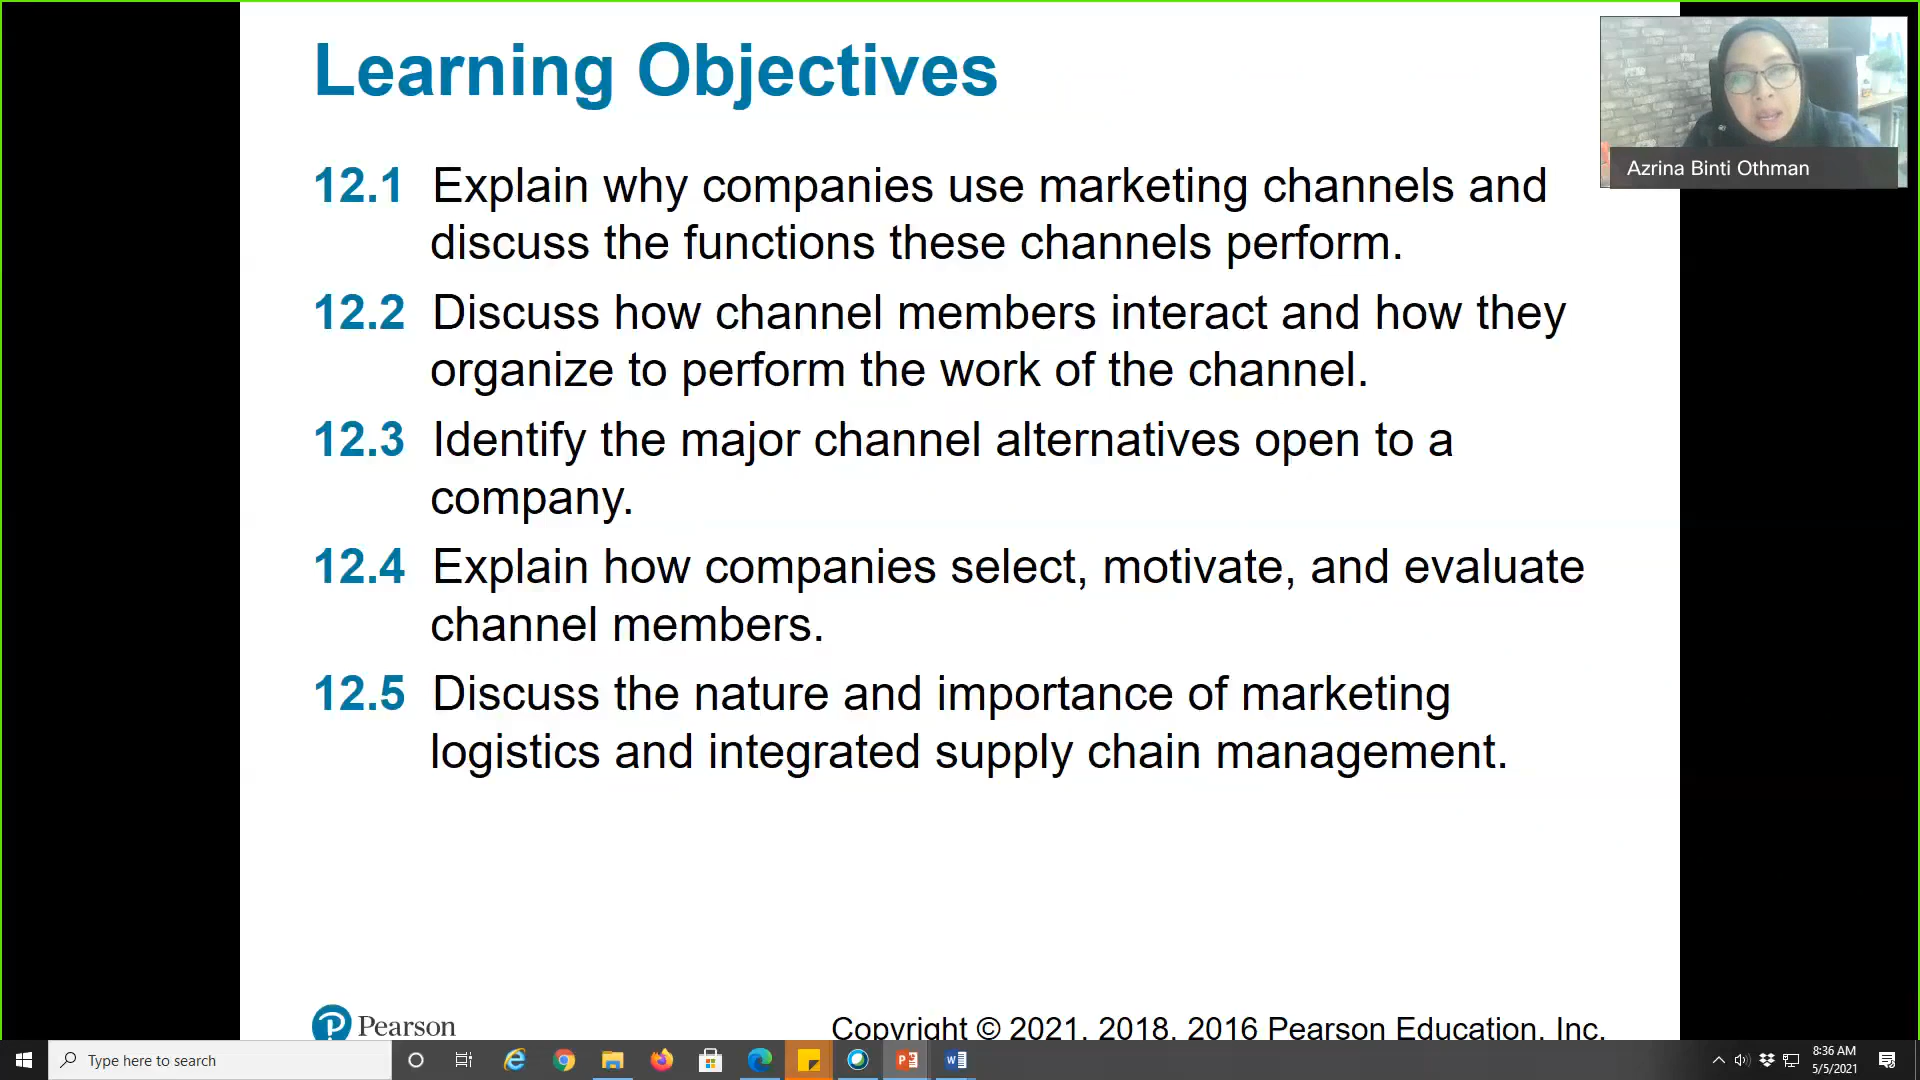 Learning Objectives
Azrina Binti Othman
12.1 Explain why companies use marketing channels and
discuss the functions these channels perform.
12.2 Discuss how channel members interact and how they
organize to perform the work of the channel.
12.3 Identify the major channel alternatives open to a
company.
12.4 Explain how companies select, motivate, and evaluate
channel members.
12.5 Discuss the nature and importance of marketing
logistics and integrated supply chain management.
Pearson
Copyright © 2021, 2018, 2016 Pearson Education, Inc.
Type here to search
8:36 AM
5/5/2021